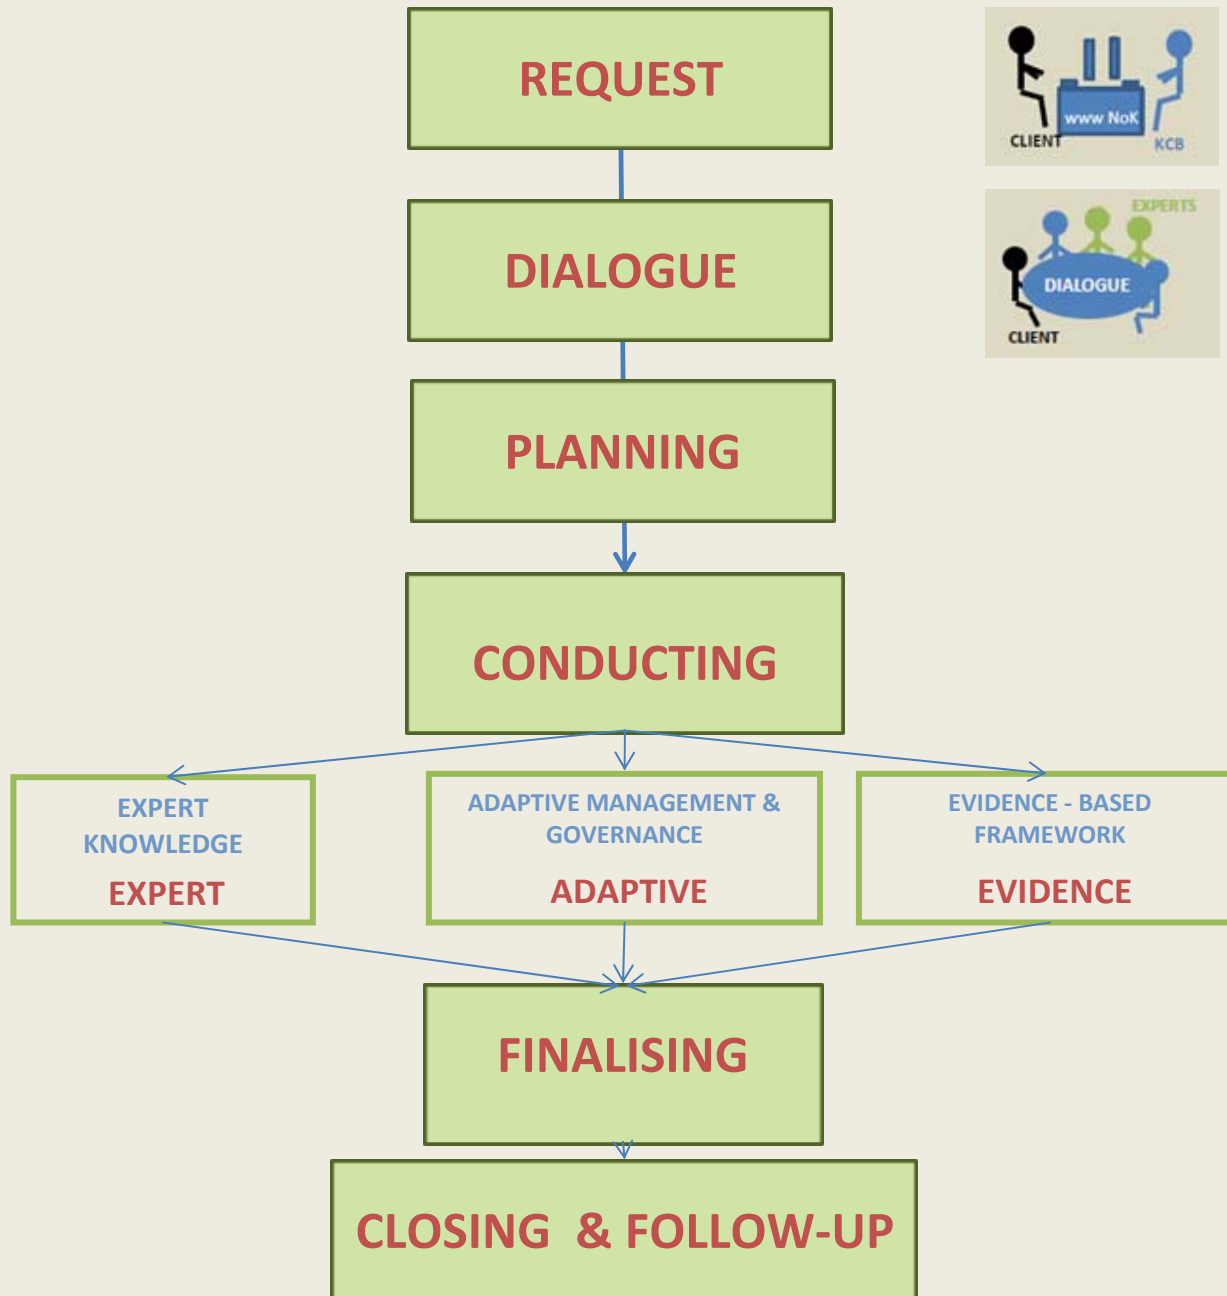 REQUEST
www NoK
CLIENT
KCB
DIALOGUE
EXPERTS
DIALOGUE
CLIENT
PLANNING
CONDUCTING
EXPERT
KNOWLEDGE
EXPERT
ADAPTIVE MANAGEMENT &
GOVERNANCE
ADAPTIVE
EVIDENCE - BASED
FRAMEWORK
EVIDENCE
FINALISING
CLOSING & FOLLOW-UP